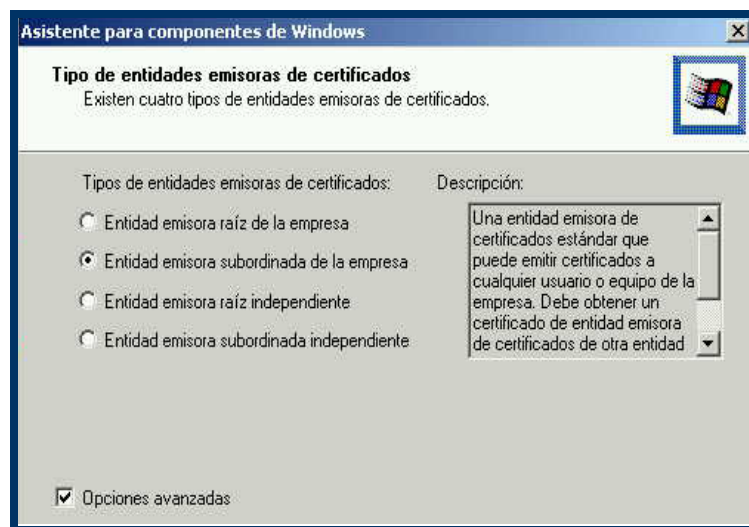 Asistente para componentes de Windows
Tipo de entidades emisoras de certificados
Existen cuatro tipos de entidades emisoras de certificados.
Tipos de entidades emisoras de certificados:
Entidad emisora raíz de la empresa
Entidad emisora subordinada de la empresa
Entidad emisora raíz independiente
Entidad emisora subordinada independiente
Descripción:
Una entidad emisora de
certificados estándar que
puede emitir certificados a
cualquier usuario o equipo de la
empresa. Debe obtener un
certificado de entidad emisora
de certificados de otra entidad
Opciones avanzadas